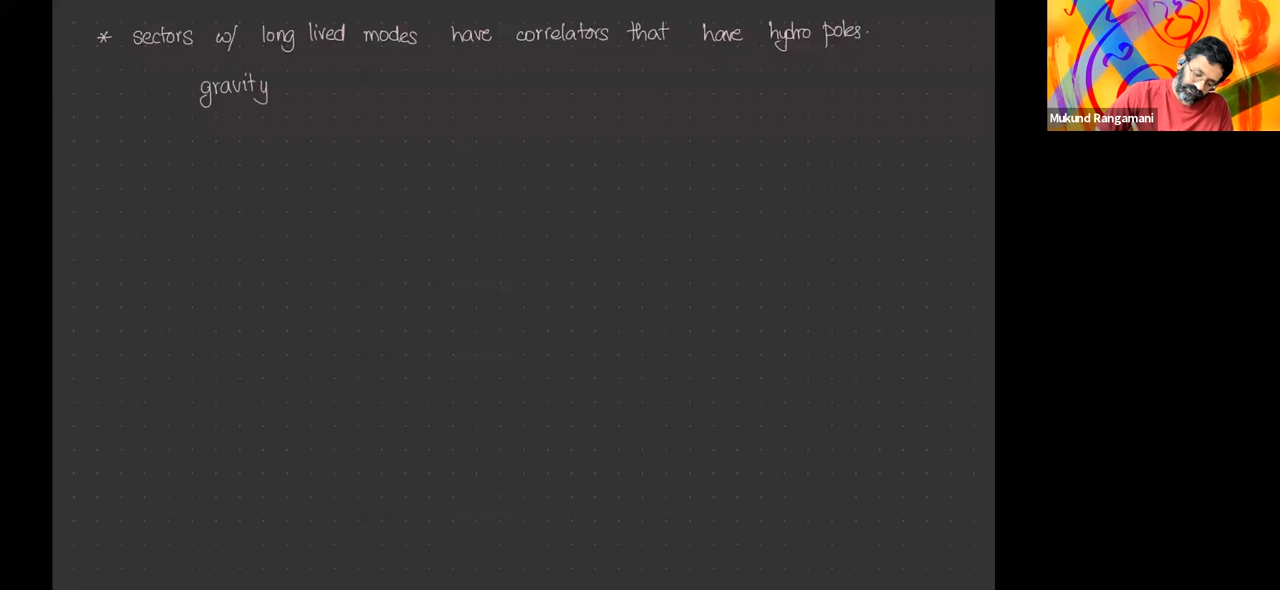 * sectors w/ long lived modes have correlators that have hydro poles.
gravity
Mukund Rangamani